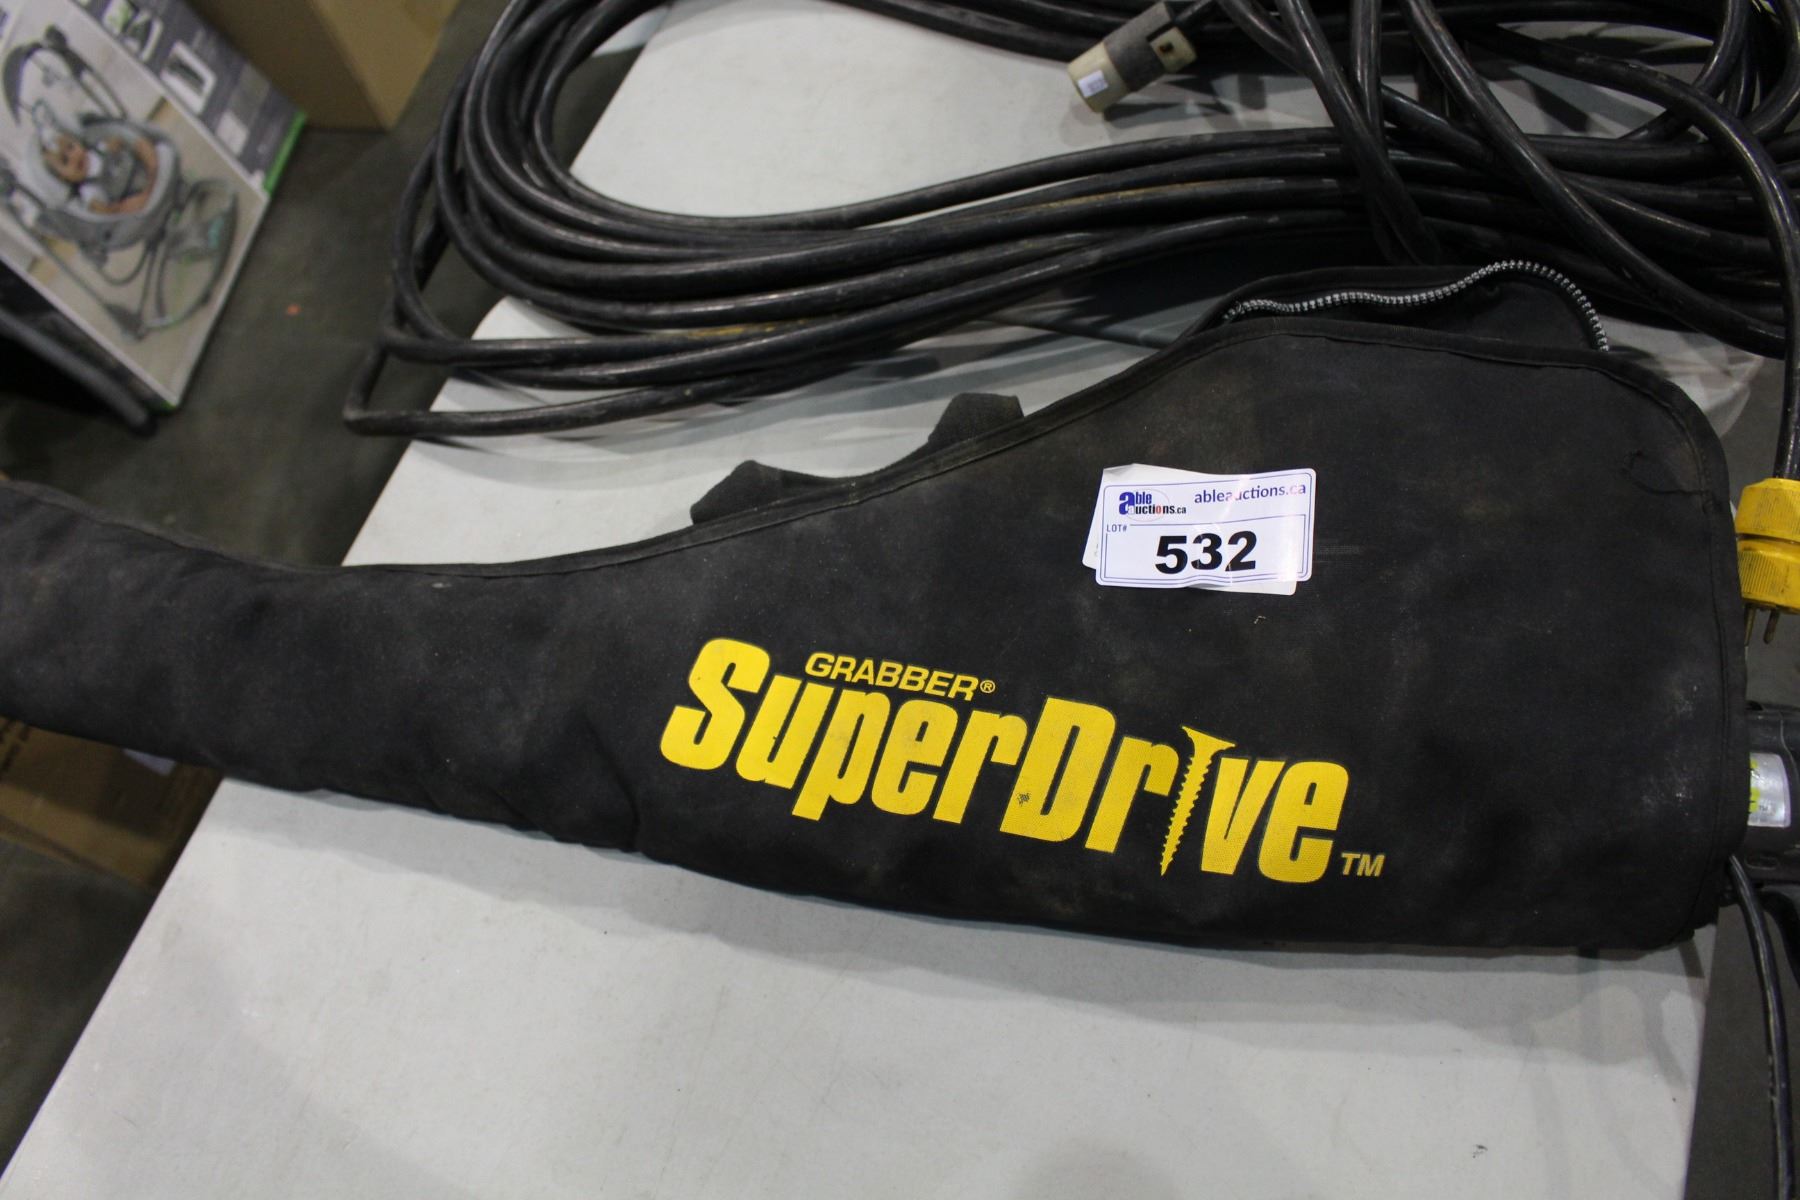 able
auctions.ca
ableauctions.ca
LOT#
532
GRABBER®
SuperDrive
TM